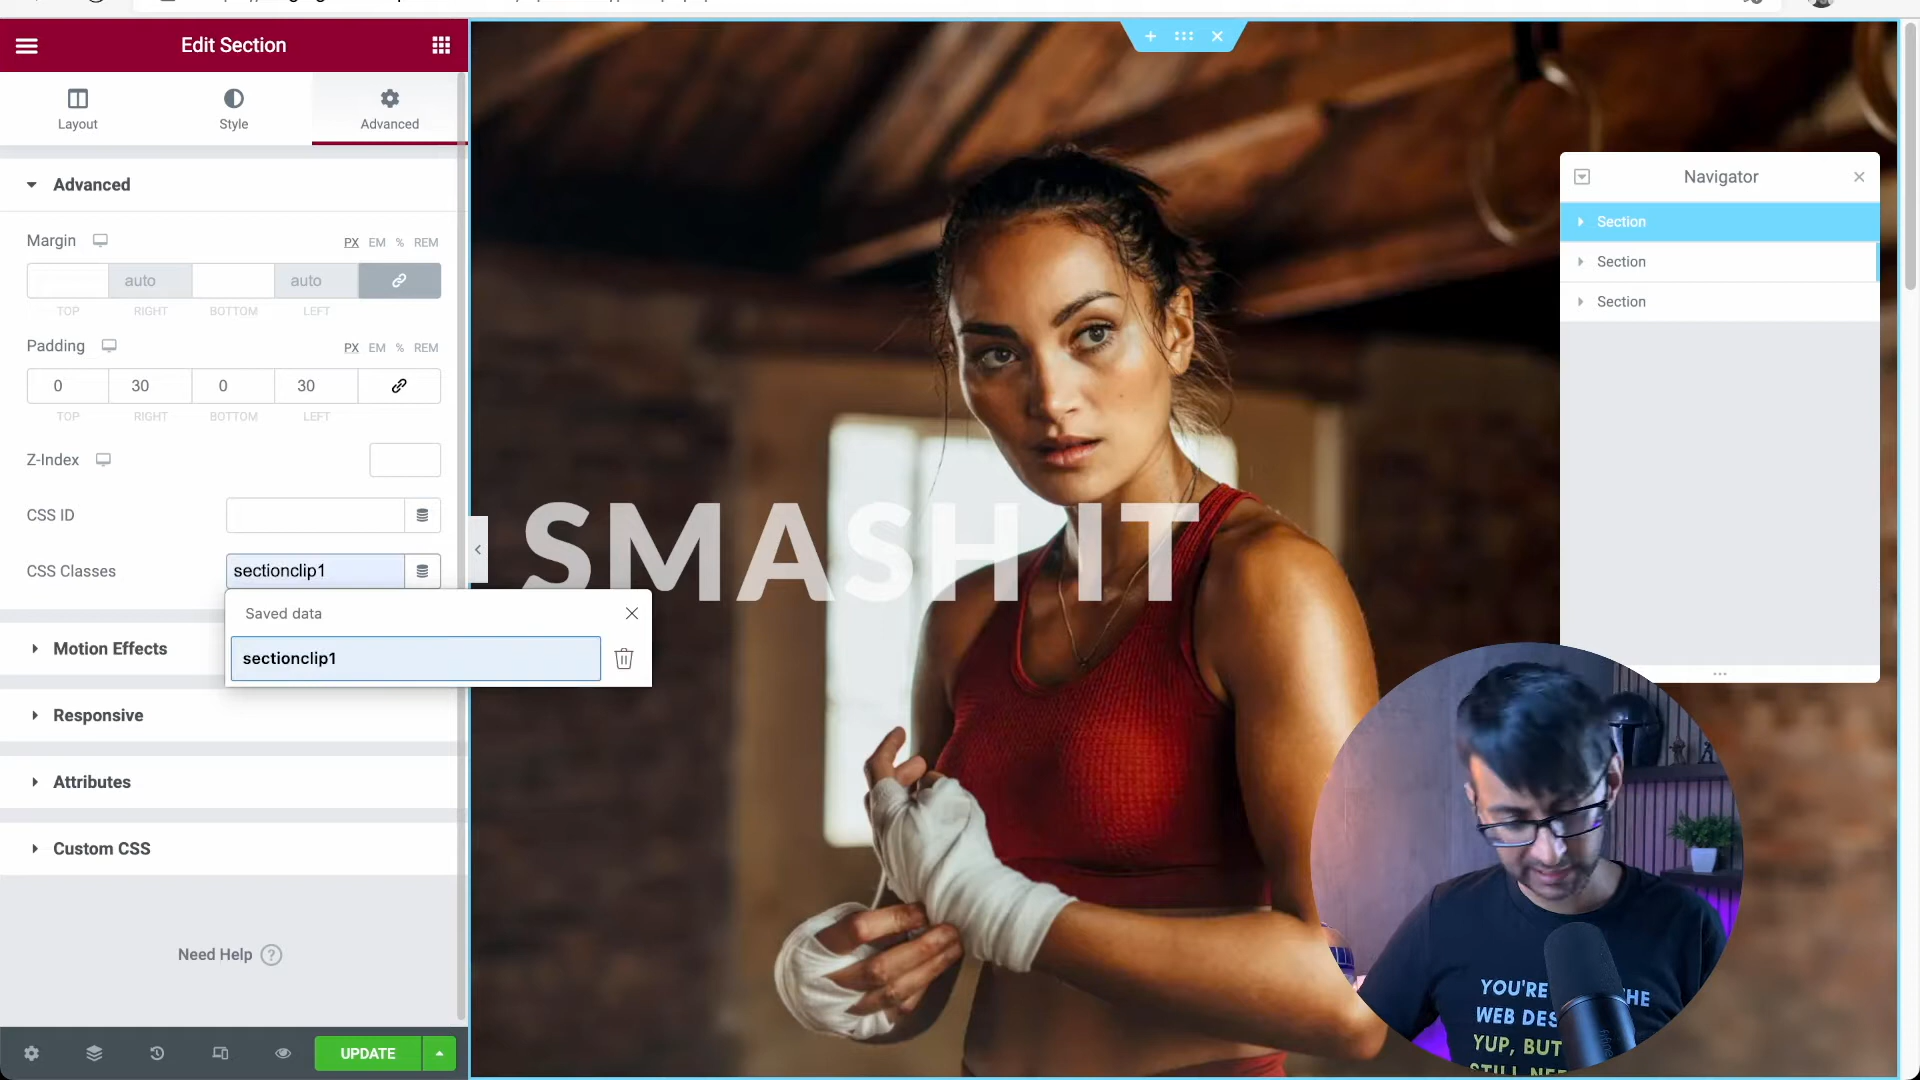 Edit Section
Layout
Style
Advanced
Advanced
Margin
PX EM % REM
auto
auto
TOP RIGHT BOTTOM LEFT
Padding
PX EM % REM
0 30 0 30
TOP RIGHT BOTTOM LEFT
Z-Index
CSS ID
CSS Classes
sectionclip1
Saved data
sectionclip1
Motion Effects
Responsive
Attributes
Custom CSS
Need Help ?
UPDATE
SMASH IT
Navigator
Section
Section
Section
YOU'RE HE
WEB DES
YUP, BUT